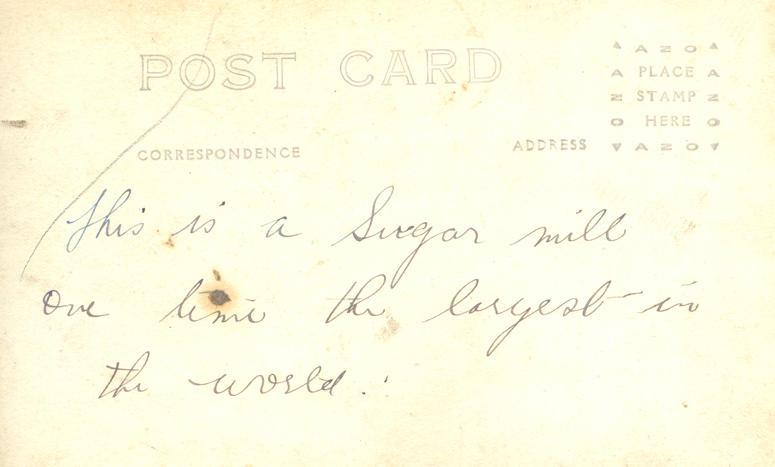 POST CARD
AZO
PLACE
STAMP
HERE
AZO
CORRESPONDENCE
ADDRESS
This is a Sugar mill
one time the largest in
the world.